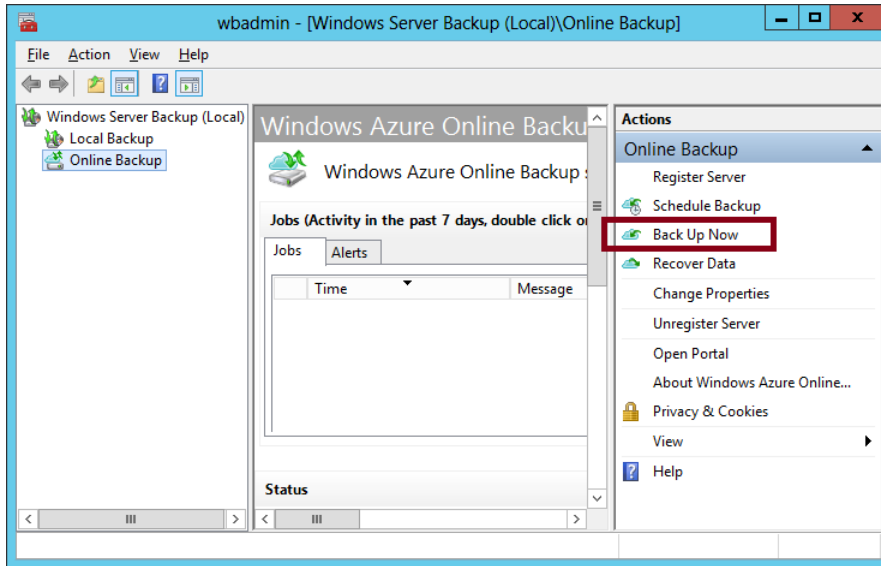 wbadmin - [Windows Server Backup (Local)\Online Backup]
File Action View Help
Windows Server Backup (Local)
Local Backup
Online Backup
Windows Azure Online Backu
Windows Azure Online Backup
Jobs (Activity in the past 7 days, double click o
Jobs Alerts
Time Message
Status
Actions
Online Backup
Register Server
Schedule Backup
Back Up Now
Recover Data
Change Properties
Unregister Server
Open Portal
About Windows Azure Online...
Privacy & Cookies
View
Help